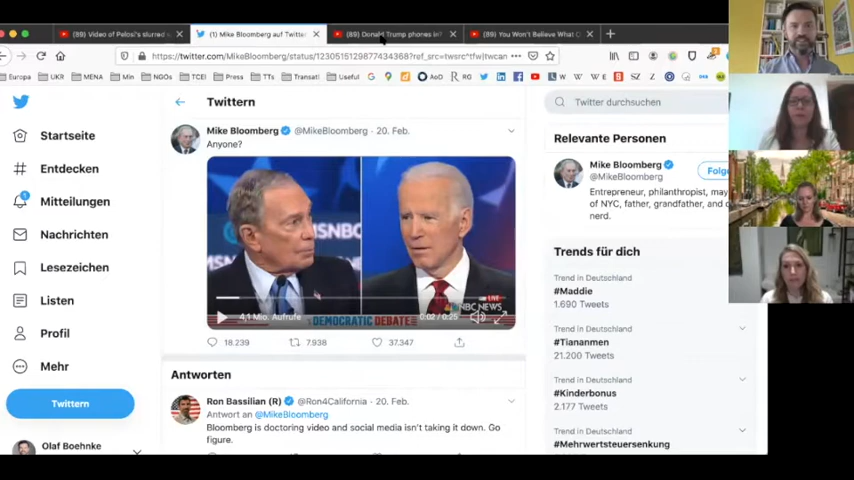 (89) Video of Pelosi's slurred
(1) Mike Bloomberg auf Twitter
(89) Donald Trump phones in
(89) You Won't Believe What
https://twitter.com/MikeBloomberg/status/1230515129877434368?ref_src=twsrc^tfw|twcan
Europa
UKR
MENA
Min
NGOs
TEC
Transatl
Useful
AoD
RG
Twittern
Twitter durchsuchen
Startseite
Entdecken
Mitteilungen
Nachrichten
Lesezeichen
Listen
Profil
Mehr
Twittern
Olaf Boehnke
Mike Bloomberg @MikeBloomberg · 20. Feb.
Anyone?
MSNBC
LIVE
NBC NEWS
4,1 Mio. Aufrufe
0:02 / 0:25
DEMOCRATIC DEBATE
18.239
7.938
37.347
Antworten
Ron Bassilian (R) @Ron4California · 20. Feb.
Antwort an @MikeBloomberg
Bloomberg is doctoring video and social media isn't taking it down. Go
figure.
Relevante Personen
Mike Bloomberg
@MikeBloomberg
Folge
Entrepreneur, philanthropist, may
of NYC, father, grandfather, and
nerd.
Trends für dich
Trend in Deutschland
#Maddie
1.690 Tweets
Trend in Deutschland
#Tiananmen
21.200 Tweets
Trend in Deutschland
#Kinderbonus
2.177 Tweets
Trend in Deutschland
#Mehrwertsteuersenkung